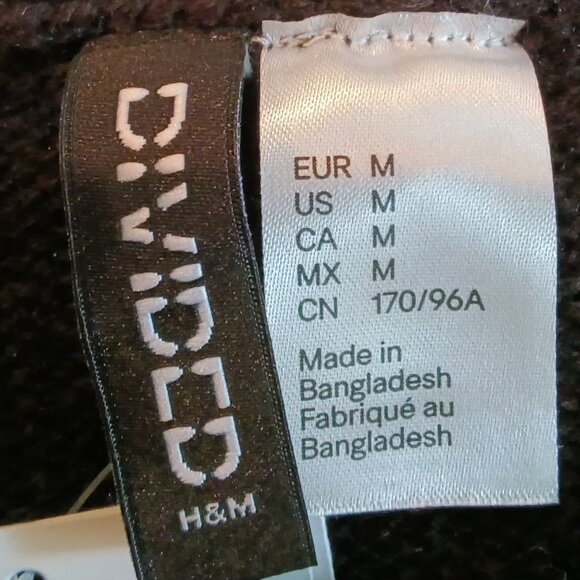 DIVIDED
H&M
EUR M
US M
CA M
MX M
CN 170/96A
Made in
Bangladesh
Fabriqué au
Bangladesh